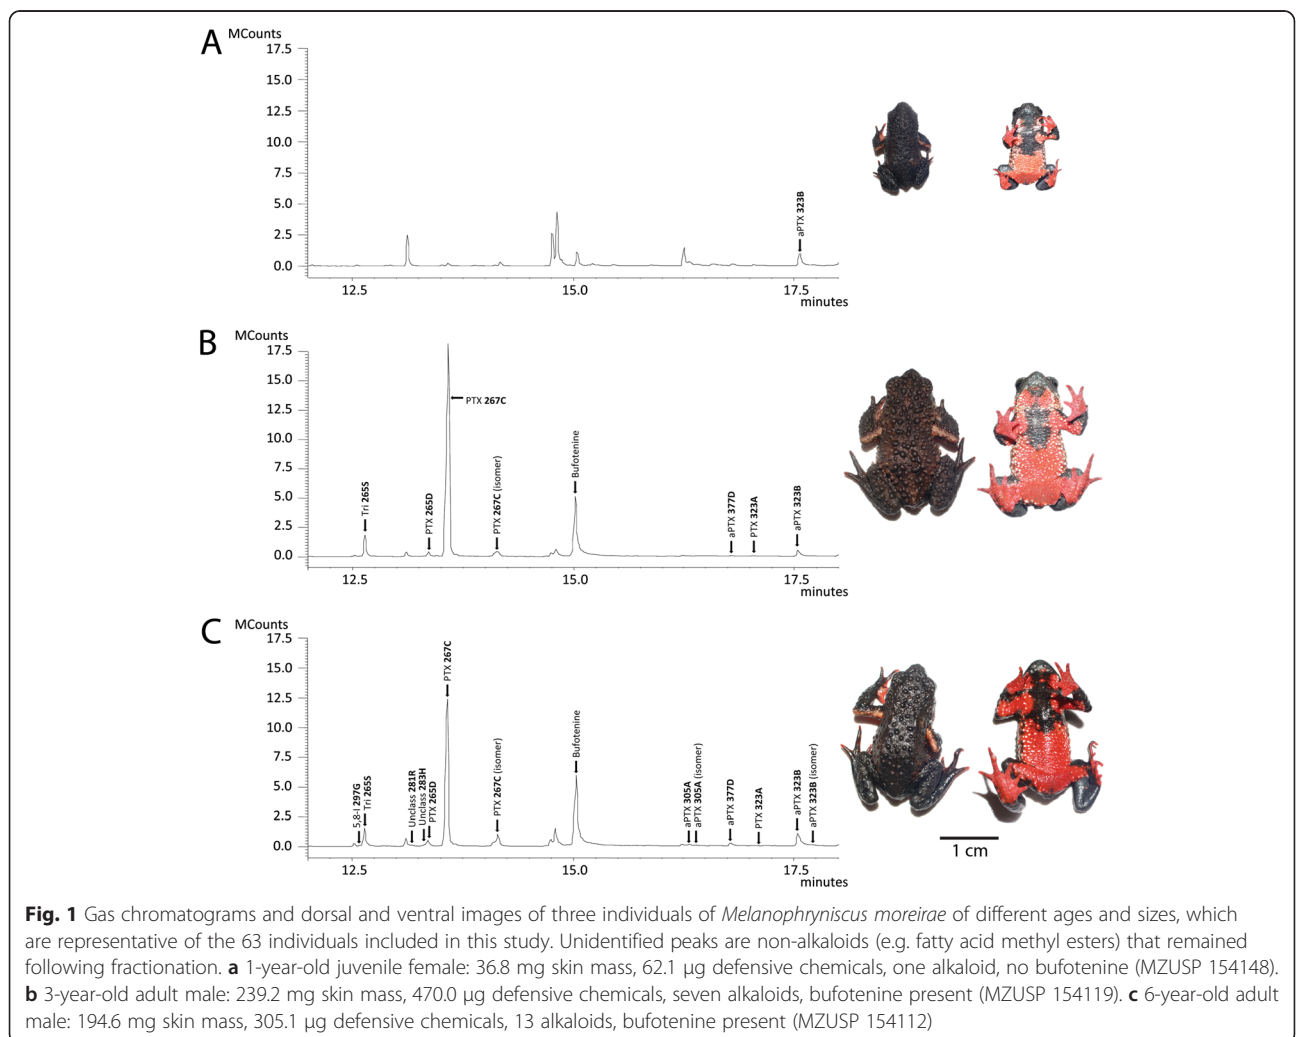 A
MCounts
17.5
15.0
12.5
10.0
7.5
5.0
2.5
0.0
aPTX 323B
12.5
15.0
17.5
minutes
B
MCounts
17.5
15.0
12.5
10.0
7.5
5.0
2.5
0.0
Tri 265S
PTX 265D
PTX 267C
PTX 267C (isomer)
Bufotenine
aPTX 377D
PTX 323A
aPTX 323B
12.5
15.0
17.5
minutes
C
MCounts
17.5
15.0
12.5
10.0
7.5
5.0
2.5
0.0
5,8-I 297G
Tri 265S
Unclass 281R
Unclass 283H
PTX 265D
PTX 267C
PTX 267C (isomer)
Bufotenine
aPTX 305A
aPTX 305A (isomer)
aPTX 377D
PTX 323A
aPTX 323B
aPTX 323B (isomer)
12.5
15.0
17.5
minutes
1 cm
Fig. 1 Gas chromatograms and dorsal and ventral images of three individuals of Melanophryniscus moreirae of different ages and sizes, which
are representative of the 63 individuals included in this study. Unidentified peaks are non-alkaloids (e.g. fatty acid methyl esters) that remained
following fractionation. a 1-year-old juvenile female: 36.8 mg skin mass, 62.1 μg defensive chemicals, one alkaloid, no bufotenine (MZUSP 154148).
b 3-year-old adult male: 239.2 mg skin mass, 470.0 μg defensive chemicals, seven alkaloids, bufotenine present (MZUSP 154119). c 6-year-old adult
male: 194.6 mg skin mass, 305.1 μg defensive chemicals, 13 alkaloids, bufotenine present (MZUSP 154112)